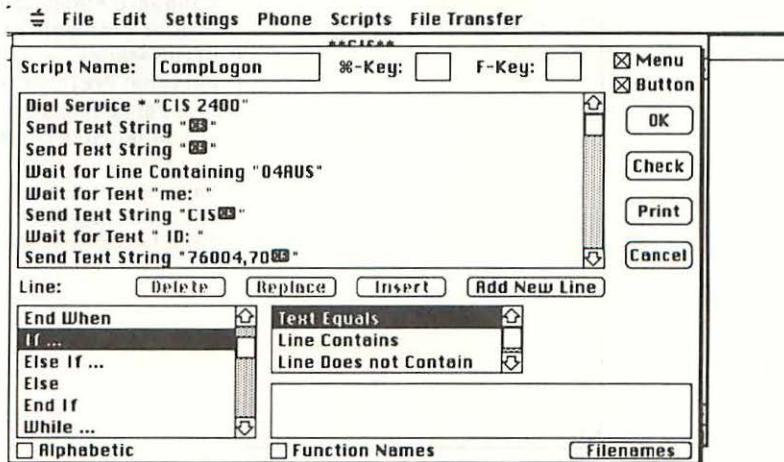 File Edit Settings Phone Scripts File Transfer
**CIS**
Script Name: CompLogon ⌘-Key: F-Key: Menu
Button
Dial Service * "CIS 2400"
Send Text String "CR"
Send Text String "CR"
Wait for Line Containing "04AUS"
Wait for Text "me: "
Send Text String "CISCR"
Wait for Text " ID: "
Send Text String "76004,70CR"
OK
Check
Print
Cancel
Line: Delete Replace Insert Add New Line
End When
If ...
Else If ...
Else
End If
While ...
Text Equals
Line Contains
Line Does not Contain
Alphabetic Function Names Filenames